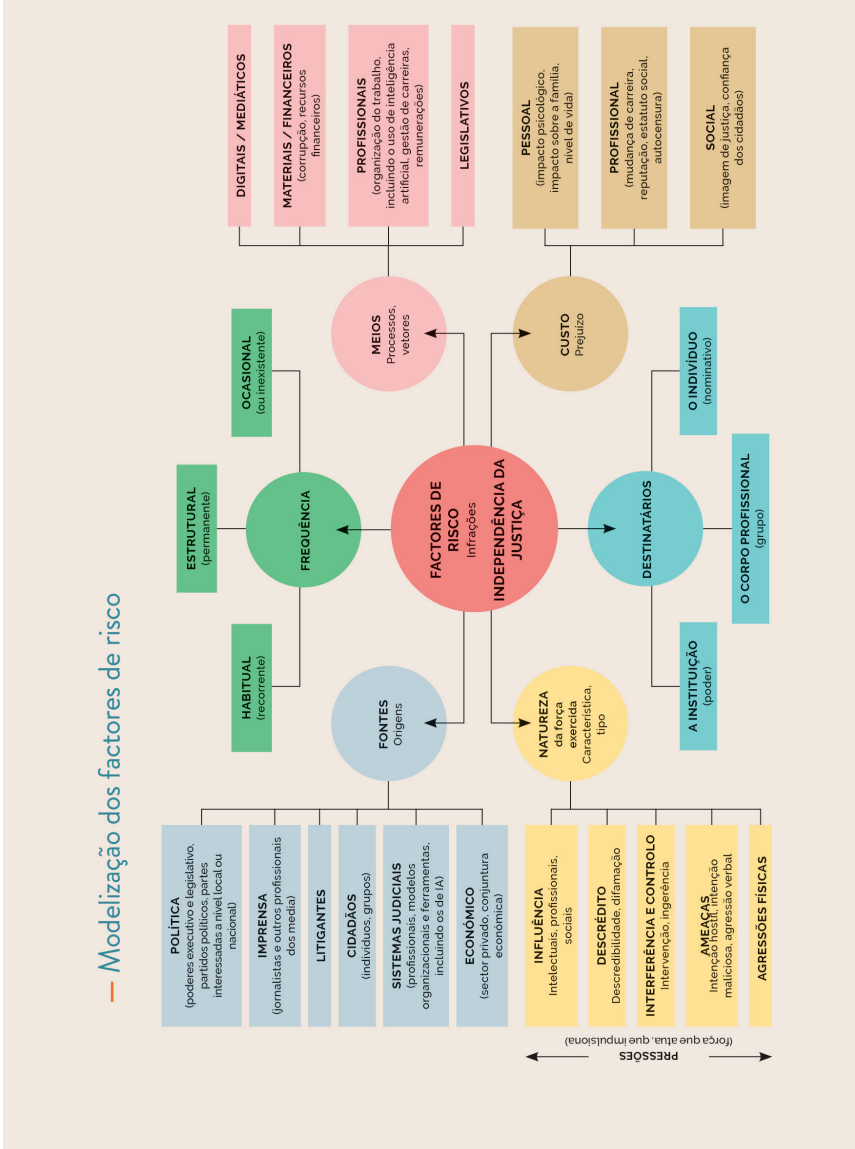 — Modelização dos factores de risco
POLÍTICA
(poderes executivo e legislativo,
partidos políticos, partes
interessadas a nível local ou
nacional)
IMPRENSA
(jornalistas e outros profissionais
dos media)
LITIGANTES
CIDADÃOS
(indivíduos, grupos)
SISTEMAS JUDICIAIS
(profissionais, modelos
organizacionais e ferramentas,
incluindo os de IA)
ECONÓMICO
(sector privado, conjuntura
económica)
FONTES
Origens
HABITUAL
(recorrente)
ESTRUTURAL
(permanente)
OCASIONAL
(ou inexistente)
FREQUÊNCIA
MEIOS
Processos,
vetores
DIGITAIS / MEDIÁTICOS
MATERIAIS / FINANCEIROS
(corrupção, recursos
financeiros)
PROFISSIONAIS
(organização do trabalho,
incluindo o uso de inteligência
artificial, gestão de carreiras,
remunerações)
LEGISLATIVOS
FACTORES DE
RISCO
Infrações
INDEPENDÊNCIA DA
JUSTIÇA
PRESSÕES
(força que atua, que impulsiona)
INFLUÊNCIA
Intelectuais, profissionais,
sociais
DESCRÉDITO
Descredibilidade, difamação
INTERFERÊNCIA E CONTROLO
Intervenção, ingerência
AMEAÇAS
Intenção hostil, intenção
maliciosa, agressão verbal
AGRESSÕES FÍSICAS
NATUREZA
da força
exercida
Característica,
tipo
DESTINATÁRIOS
A INSTITUIÇÃO
(poder)
O CORPO PROFISSIONAL
(grupo)
O INDIVÍDUO
(nominativo)
CUSTO
Prejuízo
PESSOAL
(impacto psicológico,
impacto sobre a família,
nível de vida)
PROFISSIONAL
(mudança de carreira,
reputação, estatuto social,
autocensura)
SOCIAL
(imagem de justiça, confiança
dos cidadãos)